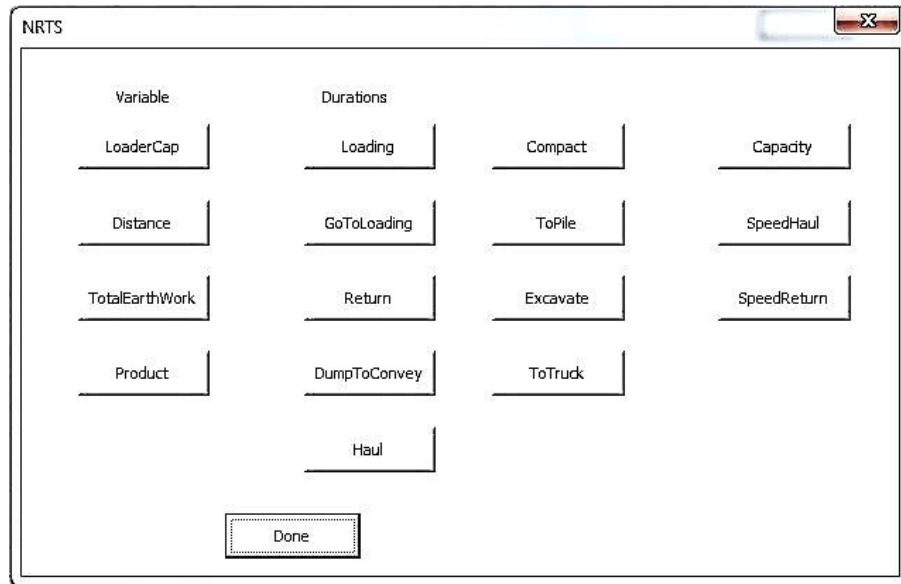 NRTS
Variable Durations
LoaderCap Loading Compact Capacity
Distance GoToLoading ToPile SpeedHaul
TotalEarthWork Return Excavate SpeedReturn
Product DumpToConvey ToTruck
Haul
Done